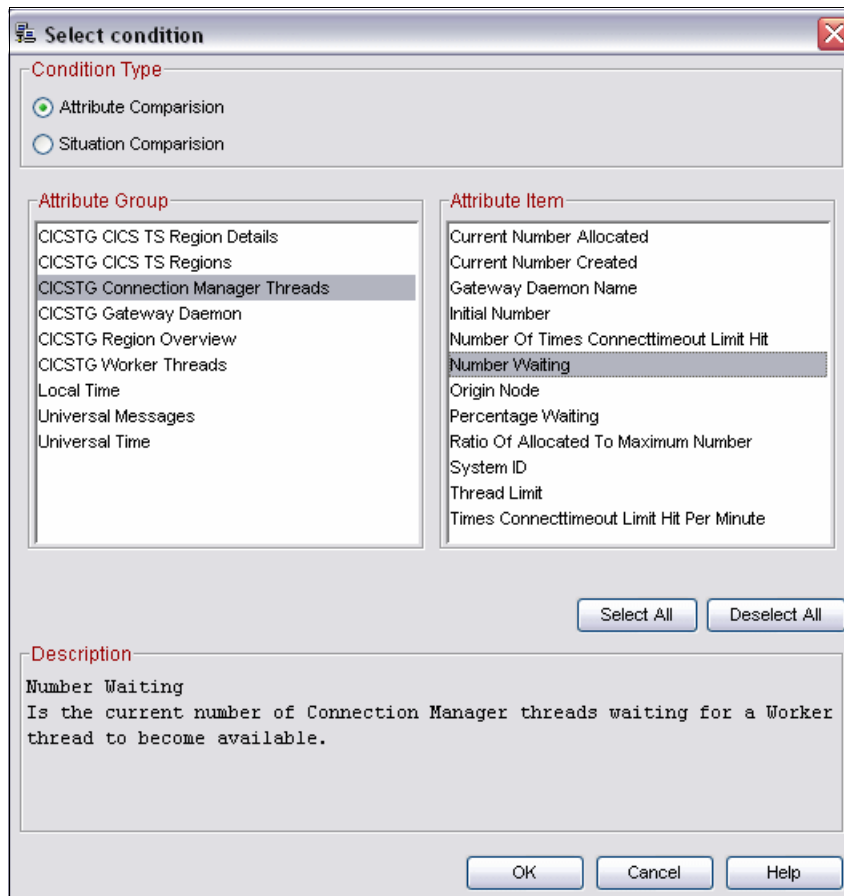 Select condition
Condition Type
Attribute Comparision
Situation Comparision
Attribute Group
CICSTG CICS TS Region Details
CICSTG CICS TS Regions
CICSTG Connection Manager Threads
CICSTG Gateway Daemon
CICSTG Region Overview
CICSTG Worker Threads
Local Time
Universal Messages
Universal Time
Attribute Item
Current Number Allocated
Current Number Created
Gateway Daemon Name
Initial Number
Number Of Times Connecttimeout Limit Hit
Number Waiting
Origin Node
Percentage Waiting
Ratio Of Allocated To Maximum Number
System ID
Thread Limit
Times Connecttimeout Limit Hit Per Minute
Select All
Deselect All
Description
Number Waiting
Is the current number of Connection Manager threads waiting for a Worker
thread to become available.
OK
Cancel
Help